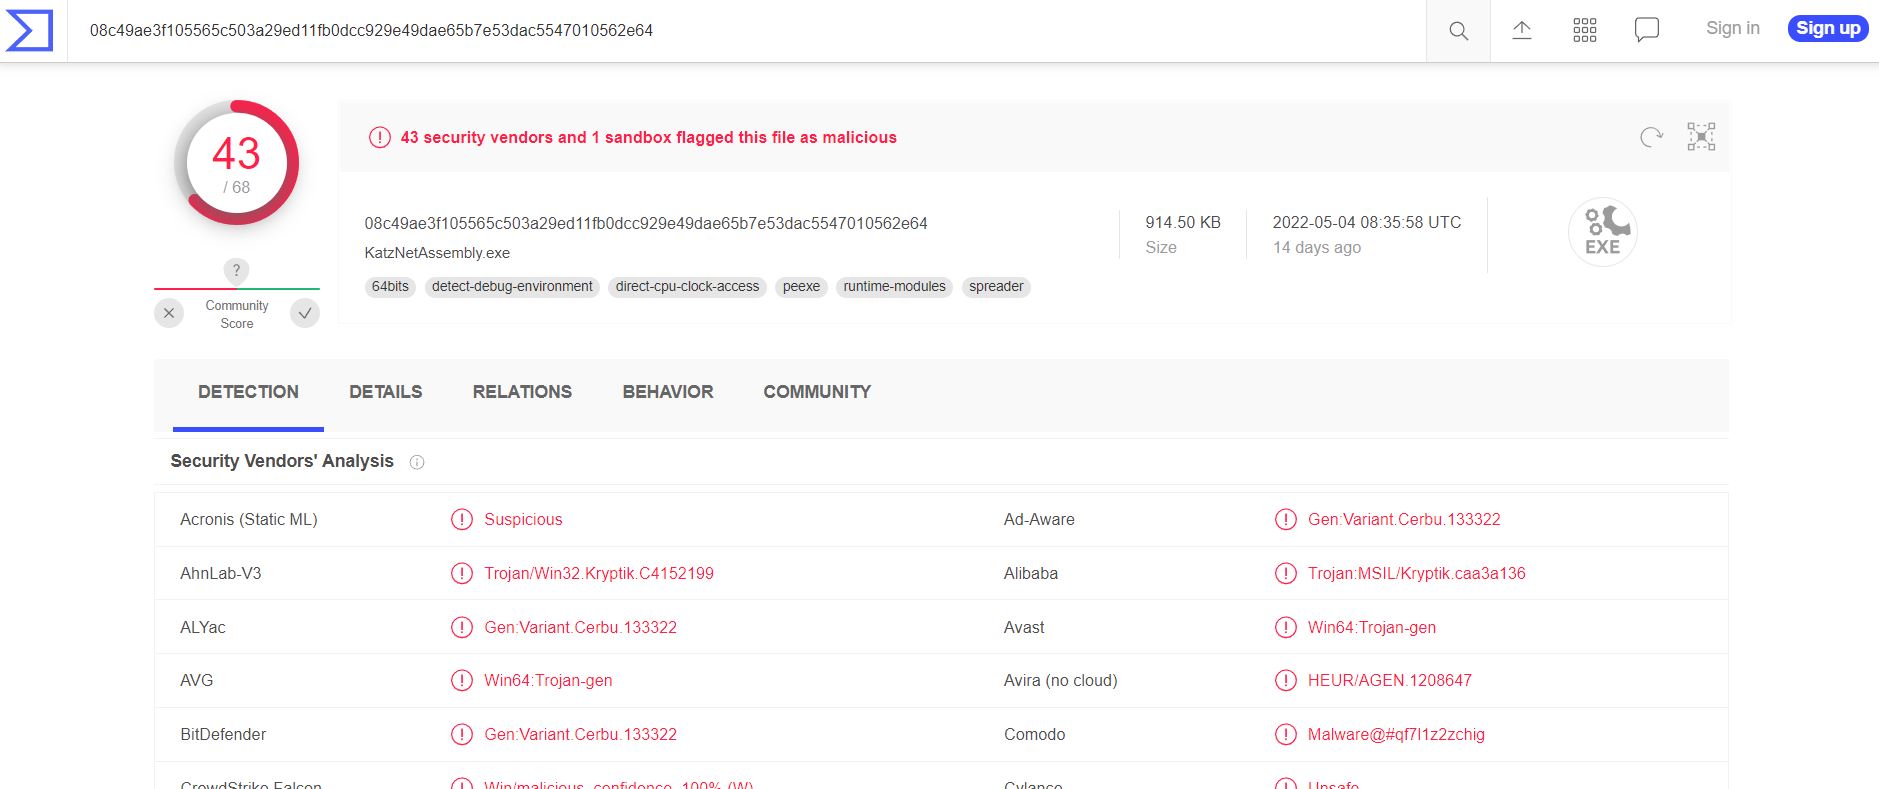 08c49ae3f105565c503a29ed11fb0dcc929e49dae65b7e53dac5547010562e64
Sign in
Sign up
43
/ 68
43 security vendors and 1 sandbox flagged this file as malicious
08c49ae3f105565c503a29ed11fb0dcc929e49dae65b7e53dac5547010562e64
KatzNetAssembly.exe
64bits detect-debug-environment direct-cpu-clock-access peexe runtime-modules spreader
914.50 KB
Size
2022-05-04 08:35:58 UTC
14 days ago
EXE
?
Community
Score
DETECTION DETAILS RELATIONS BEHAVIOR COMMUNITY
Security Vendors' Analysis
Acronis (Static ML) Suspicious Ad-Aware Gen:Variant.Cerbu.133322
AhnLab-V3 Trojan/Win32.Kryptik.C4152199 Alibaba Trojan:MSIL/Kryptik.caa3a136
ALYac Gen:Variant.Cerbu.133322 Avast Win64:Trojan-gen
AVG Win64:Trojan-gen Avira (no cloud) HEUR/AGEN.1208647
BitDefender Gen:Variant.Cerbu.133322 Comodo Malware@#qf7l1z2zchig
CrowdStrike Falcon Win/malicious_confidence_100% (W) Cylance Unsafe